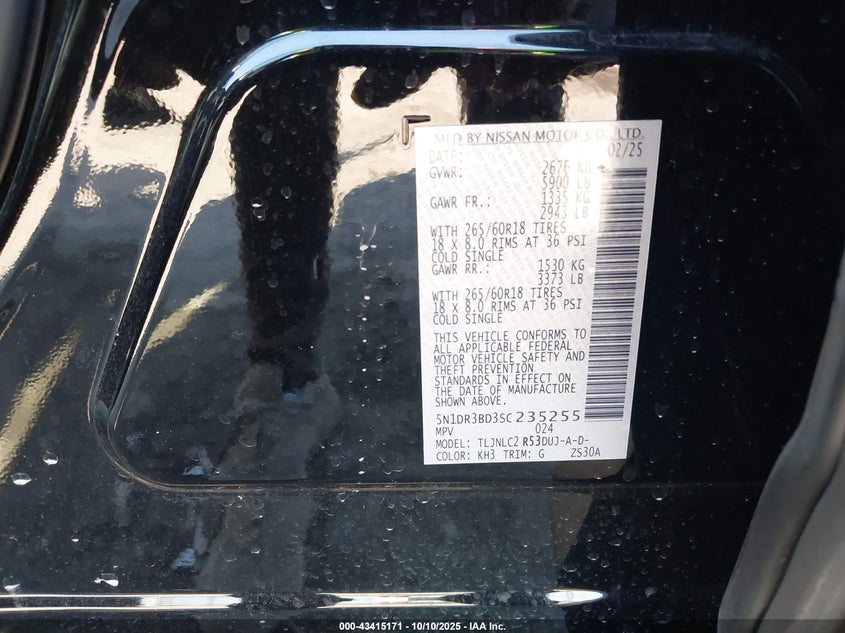 MFD BY NISSAN MOTOR CO., LTD.
DATE: 02/25
GVWR: 2676 KG
5900 LB
GAWR FR.: 1335 KG
2943 LB
WITH 265/60R18 TIRES
18 X 8.0 RIMS AT 36 PSI
COLD SINGLE
GAWR RR.: 1530 KG
3373 LB
WITH 265/60R18 TIRES
18 X 8.0 RIMS AT 36 PSI
COLD SINGLE
THIS VEHICLE CONFORMS TO
ALL APPLICABLE FEDERAL
MOTOR VEHICLE SAFETY AND
THEFT PREVENTION
STANDARDS IN EFFECT ON
THE DATE OF MANUFACTURE
SHOWN ABOVE.
5N1DR3BD3SC235255
MPV 024
MODEL: TLJNLC2 R53DUJ-A-D-
COLOR: KH3 TRIM: G ZS30A
000-43415171 - 10/10/2025 - IAA Inc.